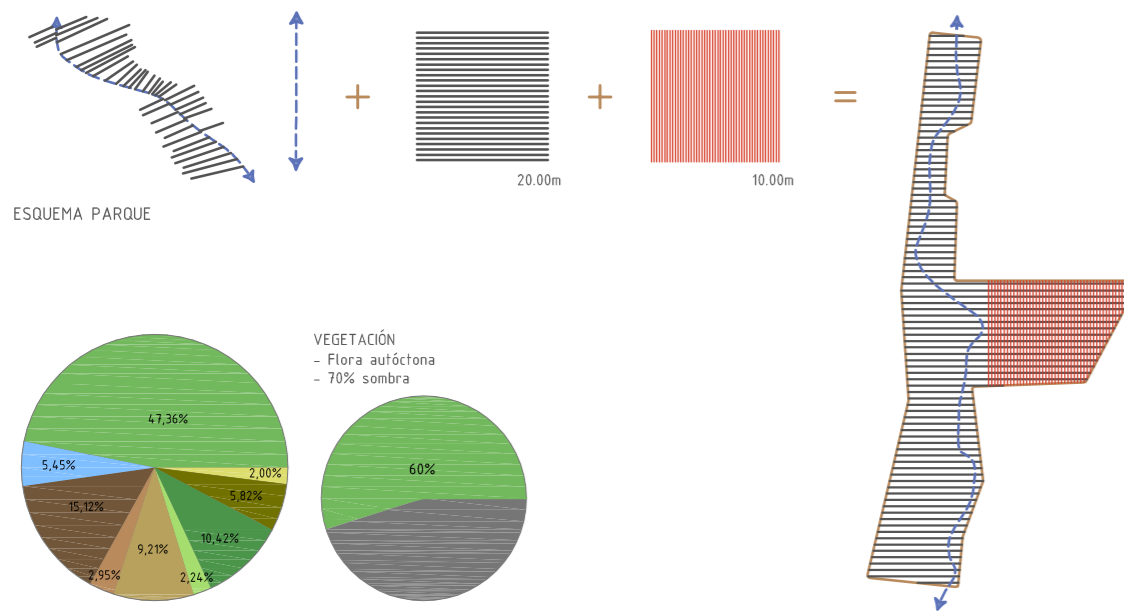 +
+
=
20.00m
10.00m
ESQUEMA PARQUE
VEGETACIÓN
- Flora autóctona
- 70% sombra
47,36%
5,45%
2,00%
5,82%
15,12%
10,42%
9,21%
2,95%
2,24%
60%